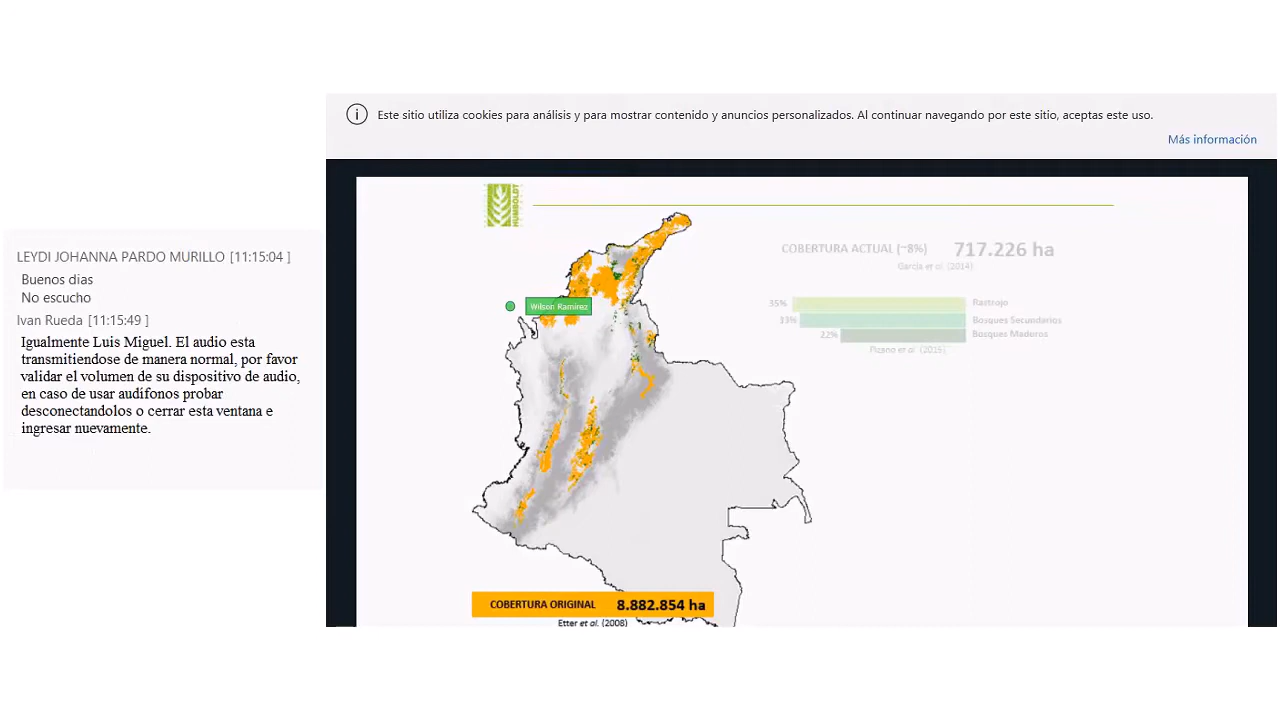 Este sitio utiliza cookies para análisis y para mostrar contenido y anuncios personalizados. Al continuar navegando por este sitio, aceptas este uso.
Más información
LEYDI JOHANNA PARDO MURILLO [11:15:04 ]
Buenos días
No escucho
Ivan Rueda [11:15:49 ]
Igualmente Luis Miguel. El audio esta
transmitiendose de manera normal, por favor
validar el volumen de su dispositivo de audio,
en caso de usar audífonos probar
desconectandolos o cerrar esta ventana e
ingresar nuevamente.
HUMBOLDT
COBERTURA ACTUAL (~8%) 717.226 ha
García et al. (2014)
35% Rastrojo
33% Bosques Secundarios
22% Bosques Maduros
Pizano et al (2015)
Wilson Ramirez
COBERTURA ORIGINAL 8.882.854 ha
Etter et al. (2008)